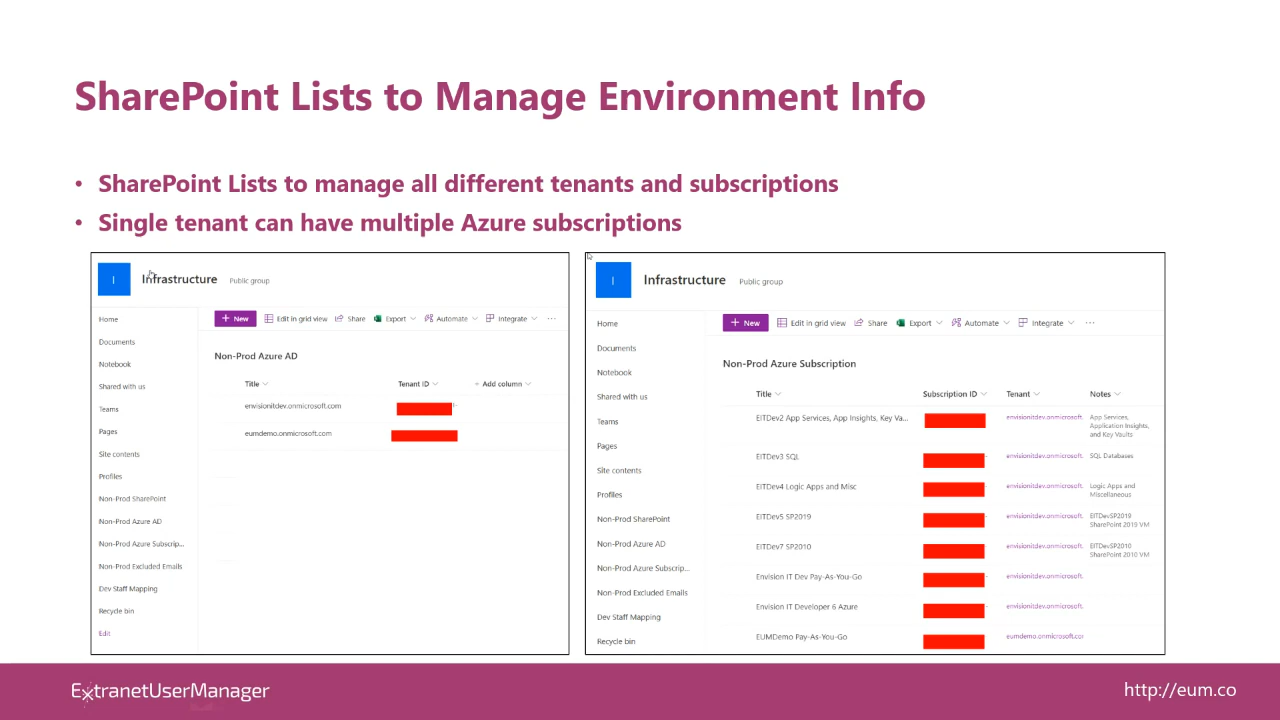 SharePoint Lists to Manage Environment Info
• SharePoint Lists to manage all different tenants and subscriptions
• Single tenant can have multiple Azure subscriptions
I Infrastructure Public group
Home
Documents
Notebook
Shared with us
Teams
Pages
Site contents
Profiles
Non-Prod SharePoint
Non-Prod Azure AD
Non-Prod Azure Subscrip...
Non-Prod Excluded Emails
Dev Staff Mapping
Recycle bin
Edit
+ New Edit in grid view Share Export Automate Integrate ...
Non-Prod Azure AD
Title Tenant ID + Add column
envisionitdev.onmicrosoft.com
eumdemo.onmicrosoft.com
I Infrastructure Public group
Home
Documents
Notebook
Shared with us
Teams
Pages
Site contents
Profiles
Non-Prod SharePoint
Non-Prod Azure AD
Non-Prod Azure Subscrip...
Non-Prod Excluded Emails
Dev Staff Mapping
Recycle bin
+ New Edit in grid view Share Export Automate Integrate ...
Non-Prod Azure Subscription
Title Subscription ID Tenant Notes
EITDev2 App Services, App Insights, Key Va... envisionitdev.onmicrosoft. App Services,
Application Insights,
and Key Vaults
EITDev3 SQL envisionitdev.onmicrosoft. SQL Databases
EITDev4 Logic Apps and Misc envisionitdev.onmicrosoft. Logic Apps and
Miscellaneous
EITDev5 SP2019 envisionitdev.onmicrosoft. EITDevSP2019
SharePoint 2019 VM
EITDev7 SP2010 envisionitdev.onmicrosoft. EITDevSP2010
SharePoint 2010 VM
Envision IT Dev Pay-As-You-Go envisionitdev.onmicrosoft.
Envision IT Developer 6 Azure envisionitdev.onmicrosoft.
EUMDemo Pay-As-You-Go eumdemo.onmicrosoft.co
ExtranetUserManager
http://eum.co